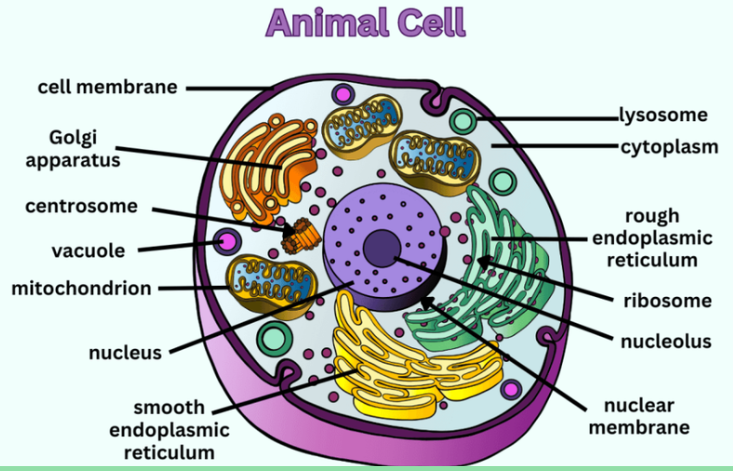 Animal Cell
cell membrane
Golgi
apparatus
centrosome
vacuole
mitochondrion
nucleus
smooth
endoplasmic
reticulum
lysosome
cytoplasm
rough
endoplasmic
reticulum
ribosome
nucleolus
nuclear
membrane